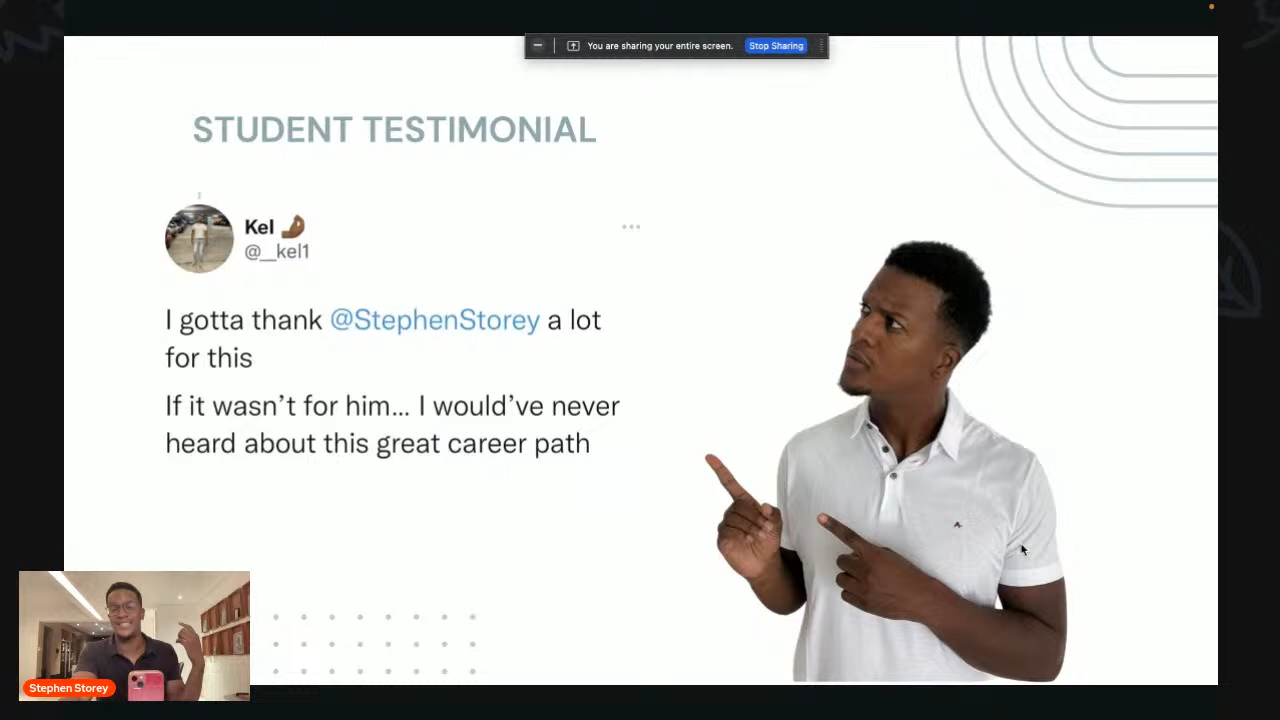 You are sharing your entire screen.
Stop Sharing
STUDENT TESTIMONIAL
Kel 🤌🏾
@__kel1
I gotta thank @StephenStorey a lot
for this
If it wasn’t for him... I would’ve never
heard about this great career path
Stephen Storey